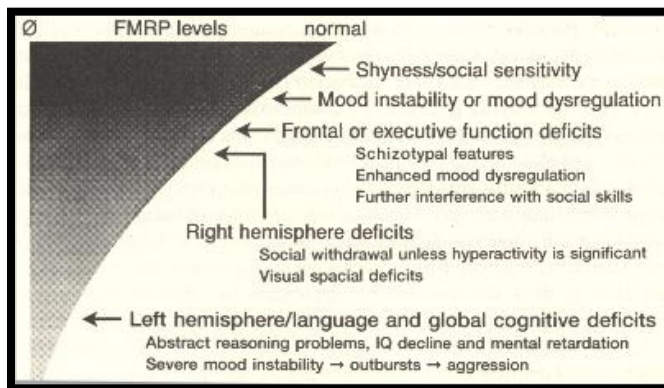 Ø FMRP levels normal
Shyness/social sensitivity
Mood instability or mood dysregulation
Frontal or executive function deficits
Schizotypal features
Enhanced mood dysregulation
Further interference with social skills
Right hemisphere deficits
Social withdrawal unless hyperactivity is significant
Visual spacial deficits
Left hemisphere/language and global cognitive deficits
Abstract reasoning problems, IQ decline and mental retardation
Severe mood instability → outbursts → aggression